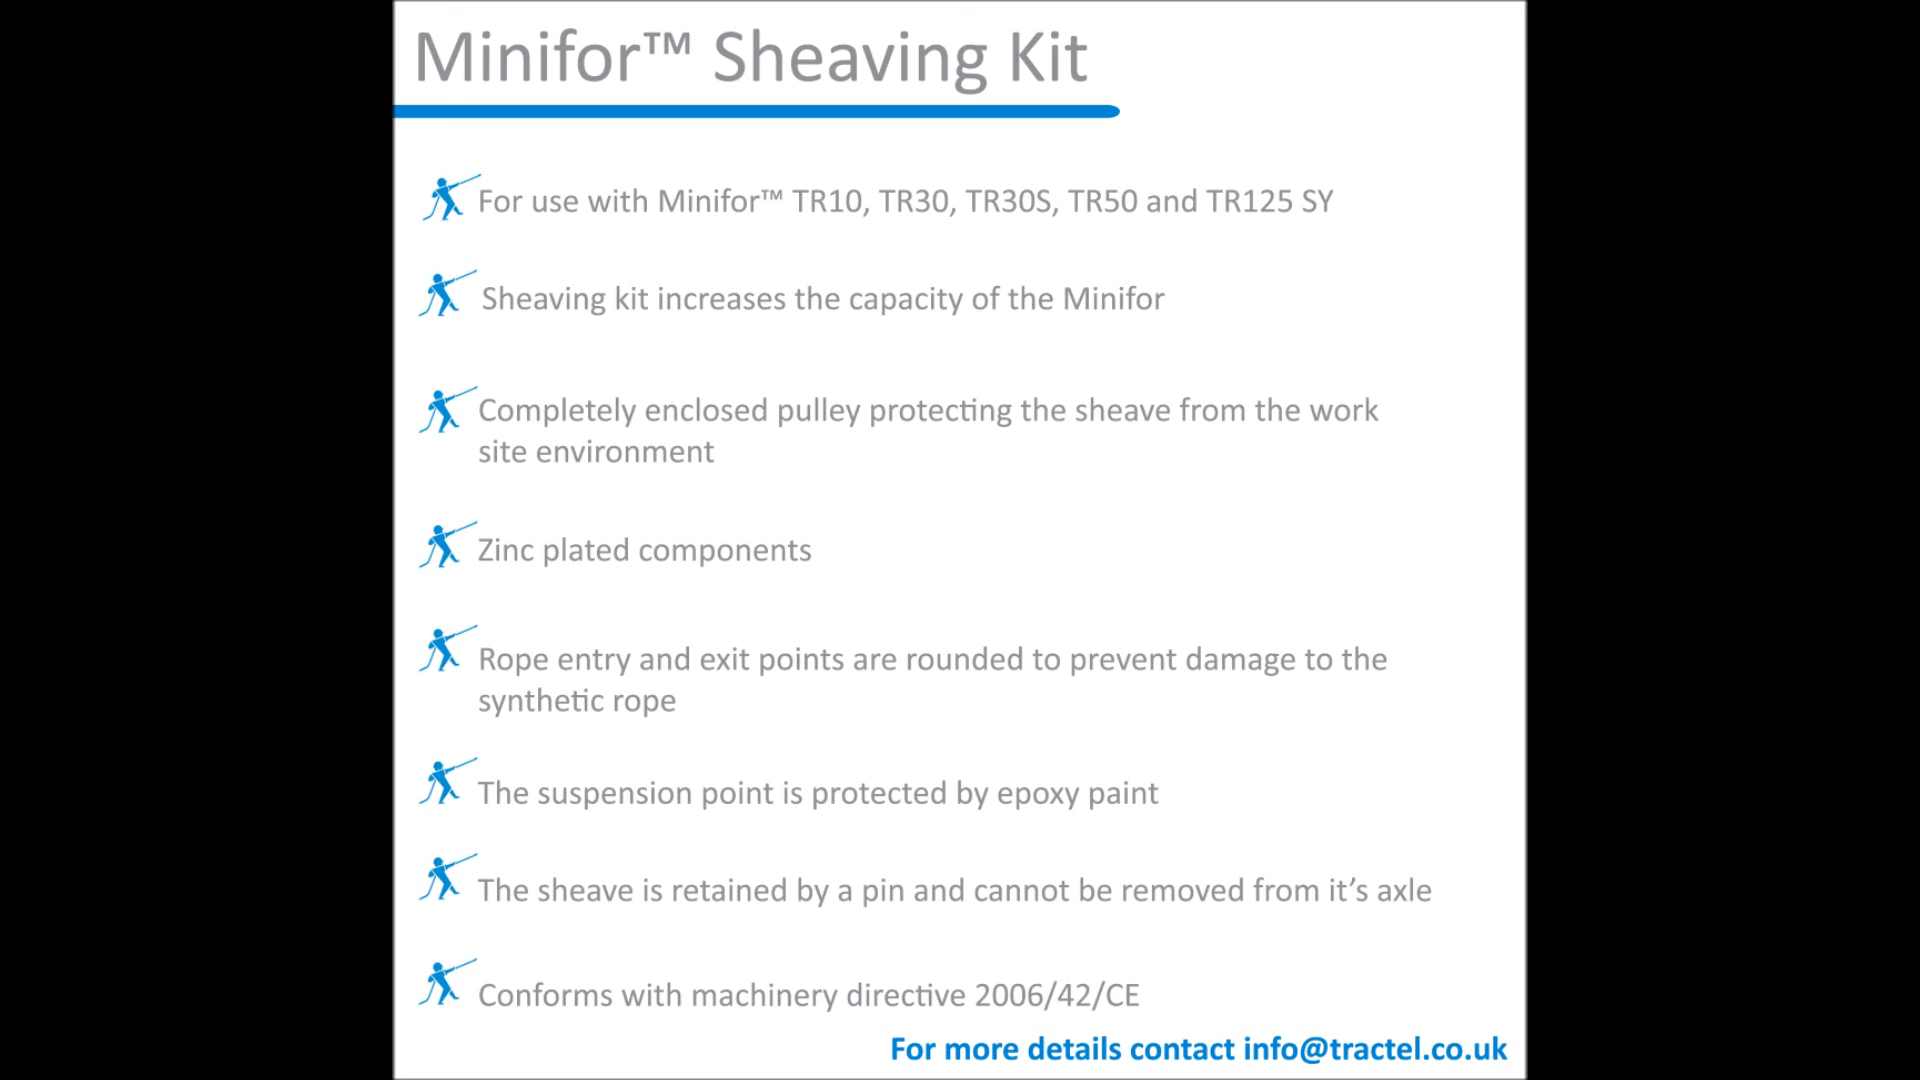 Minifor™ Sheaving Kit
For use with Minifor™ TR10, TR30, TR30S, TR50 and TR125 SY
Sheaving kit increases the capacity of the Minifor
Completely enclosed pulley protecting the sheave from the work
site environment
Zinc plated components
Rope entry and exit points are rounded to prevent damage to the
synthetic rope
The suspension point is protected by epoxy paint
The sheave is retained by a pin and cannot be removed from it’s axle
Conforms with machinery directive 2006/42/CE
For more details contact info@tractel.co.uk